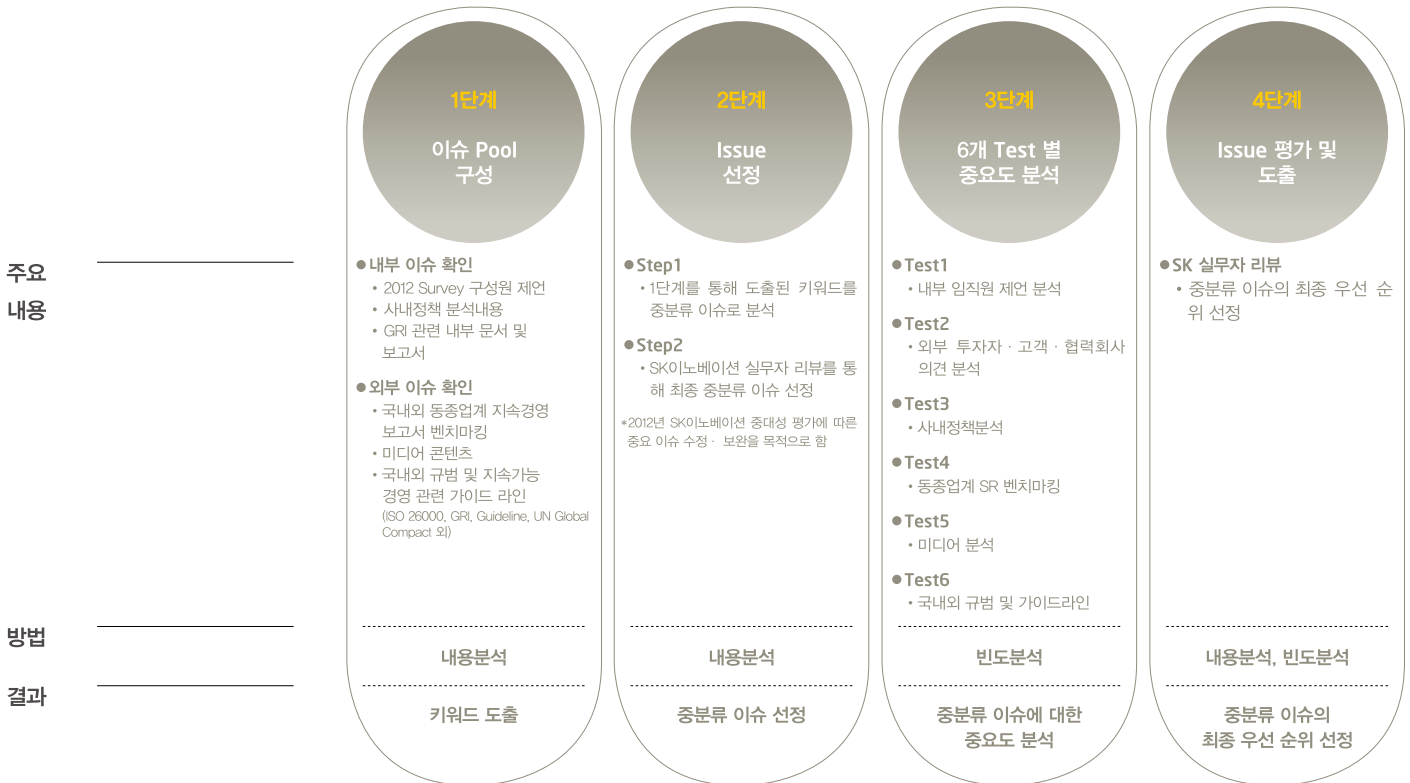 1단계
이슈 Pool
구성
2단계
Issue
선정
3단계
6개 Test 별
중요도 분석
4단계
Issue 평가 및
도출
주요
내용
●내부 이슈 확인
• 2012 Survey 구성원 제언
• 사내정책 분석내용
• GRI 관련 내부 문서 및
보고서
●외부 이슈 확인
• 국내외 동종업계 지속경영
보고서 벤치마킹
• 미디어 콘텐츠
• 국내외 규범 및 지속가능
경영 관련 가이드 라인
(ISO 26000, GRI, Guideline, UN Global
Compact 외)
●Step1
• 1단계를 통해 도출된 키워드를
중분류 이슈로 분석
●Step2
• SK이노베이션 실무자 리뷰를 통
해 최종 중분류 이슈 선정
*2012년 SK이노베이션 중대성 평가에 따른
중요 이슈 수정 · 보완을 목적으로 함
●Test1
• 내부 임직원 제언 분석
●Test2
• 외부 투자자 · 고객 · 협력회사
의견 분석
●Test3
• 사내정책분석
●Test4
• 동종업계 SR 벤치마킹
●Test5
• 미디어 분석
●Test6
• 국내외 규범 및 가이드라인
●SK 실무자 리뷰
• 중분류 이슈의 최종 우선 순
위 선정
방법
내용분석
내용분석
빈도분석
내용분석, 빈도분석
결과
키워드 도출
중분류 이슈 선정
중분류 이슈에 대한
중요도 분석
중분류 이슈의
최종 우선 순위 선정